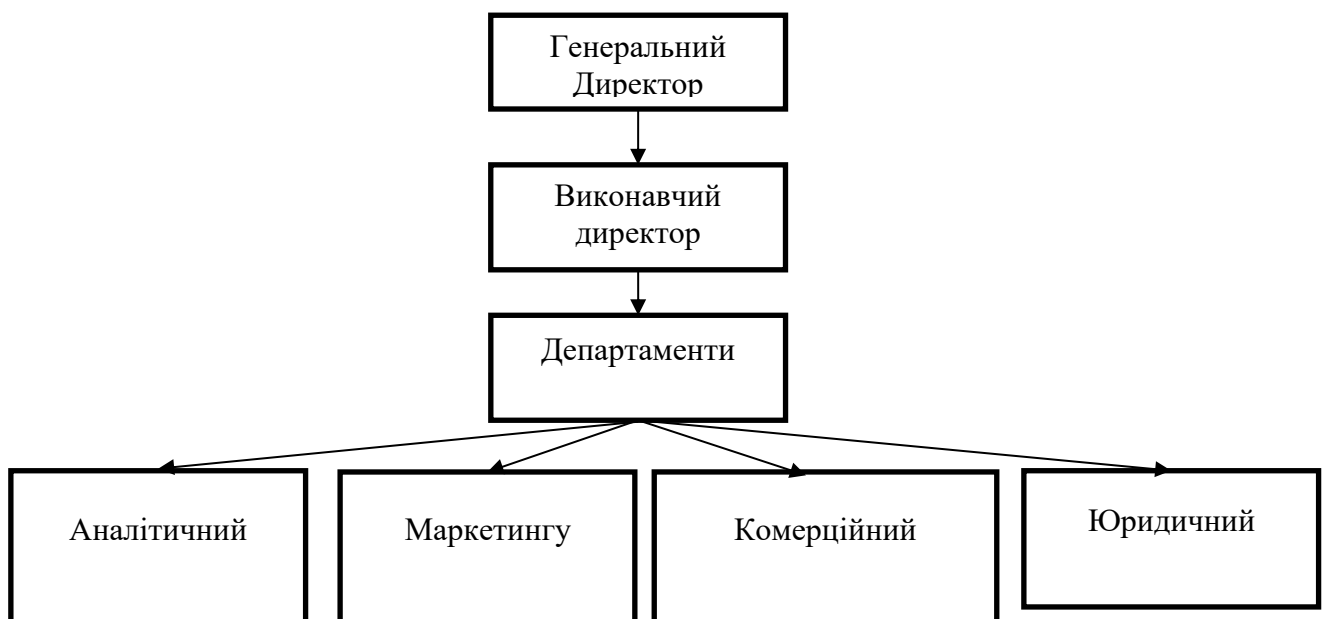 Генеральний
Директор
Виконавчий
директор
Департаменти
Аналітичний
Маркетингу
Комерційний
Юридичний